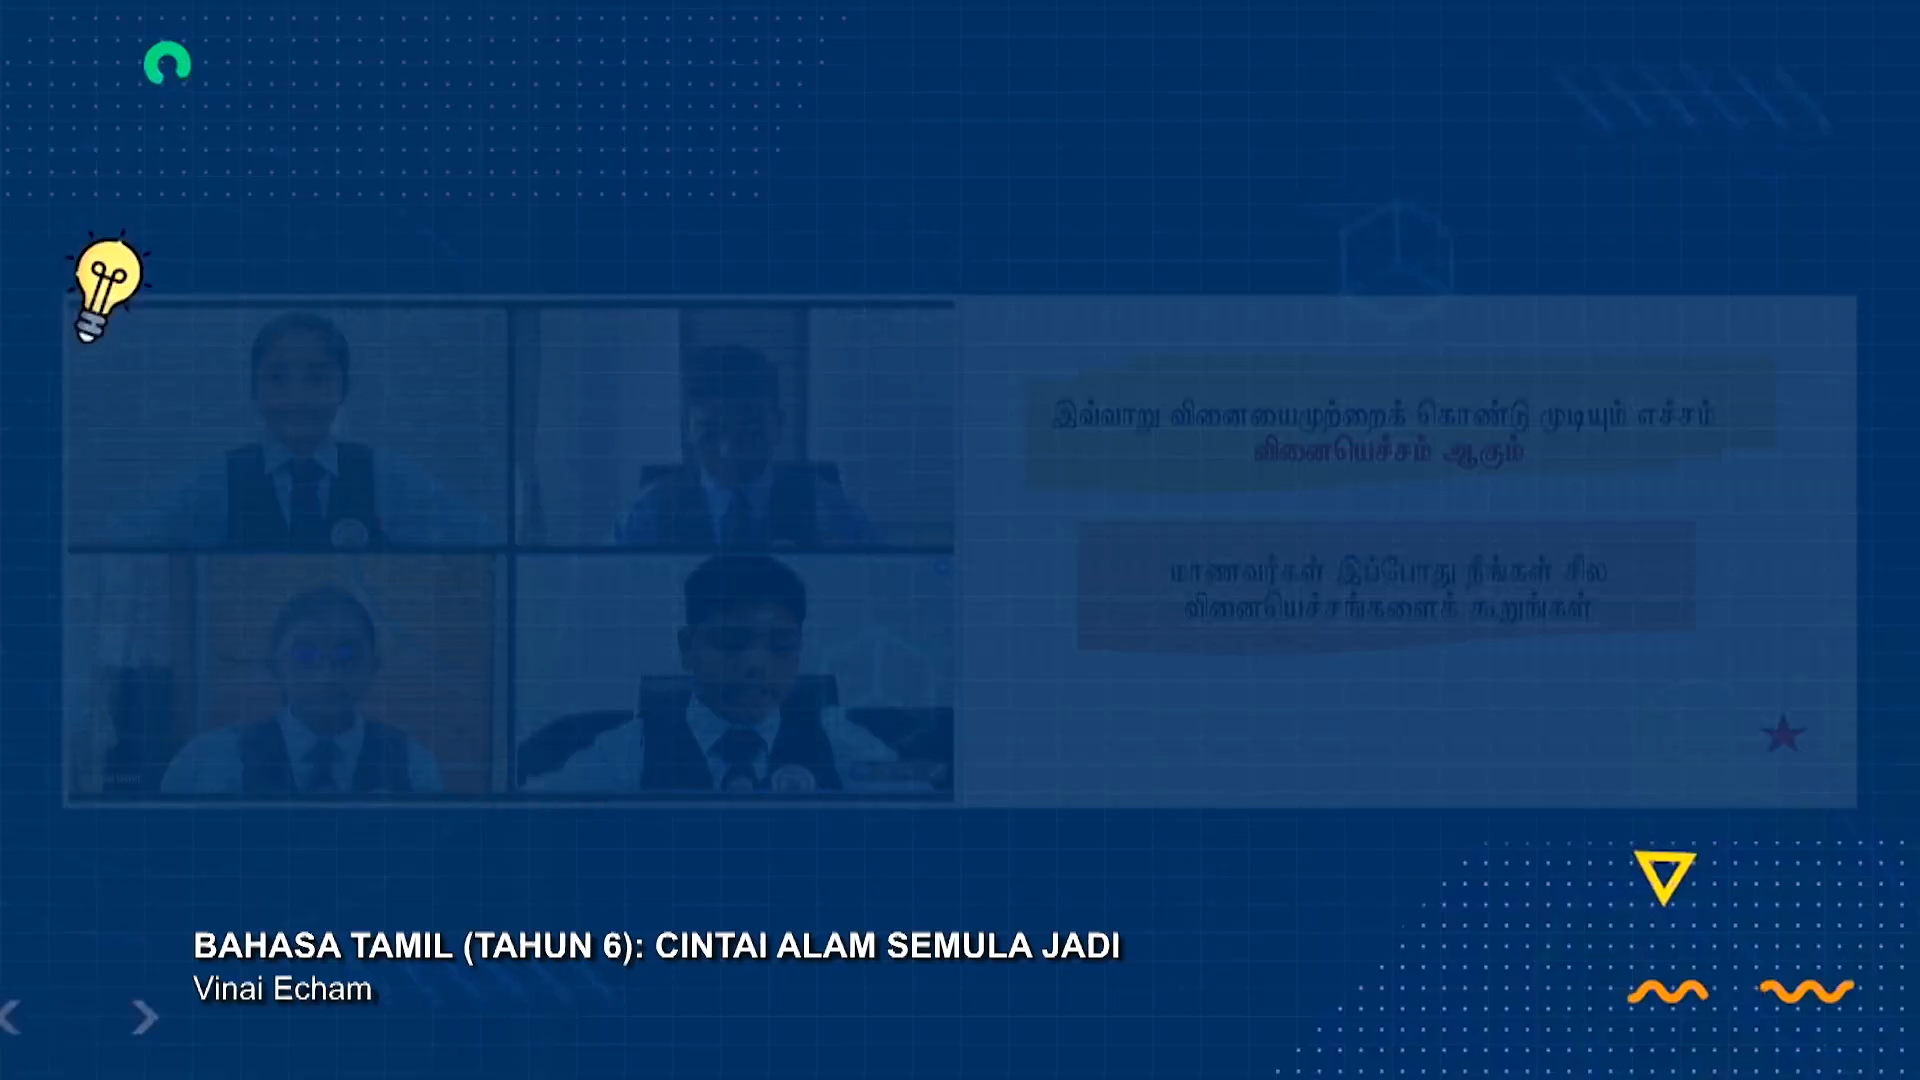 இவ்வாறு வினையைமுற்றைக் கொண்டு முடியும் எச்சம்
வினையெச்சம் ஆகும்
மாணவர்கள் இப்போது நீங்கள் சில
வினையெச்சங்களைக் கூறுங்கள்
BAHASA TAMIL (TAHUN 6): CINTAI ALAM SEMULA JADI
Vinai Echam